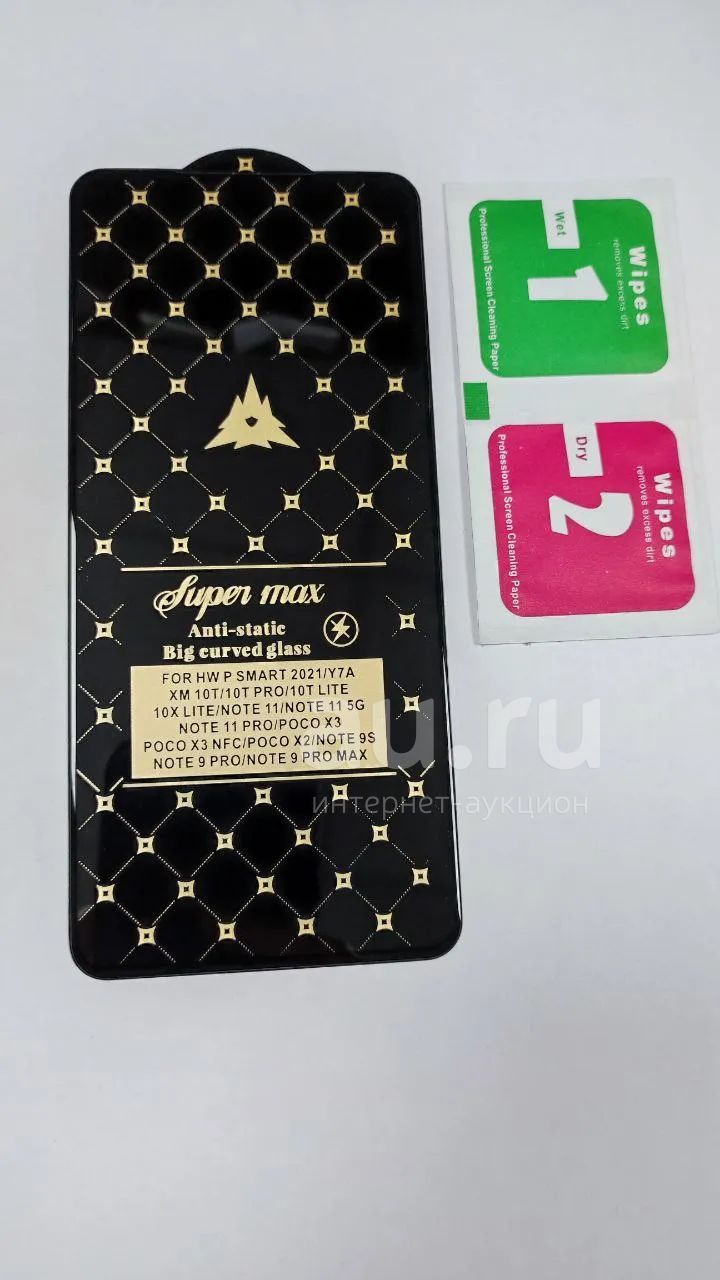 Super max
Anti-static
Big curved glass
FOR HW P SMART 2021/Y7A
XM 10T/10T PRO/10T LITE
10X LITE/NOTE 11/NOTE 11 5G
NOTE 11 PRO/POCO X3
POCO X3 NFC/POCO X2/NOTE 9S
NOTE 9 PRO/NOTE 9 PRO MAX
Wipes
removes excess dirt
1
Wet
Professional Screen Cleaning Paper
Wipes
removes excess dirt
2
Dry
Professional Screen Cleaning Paper
au.ru
интернет-аукцион